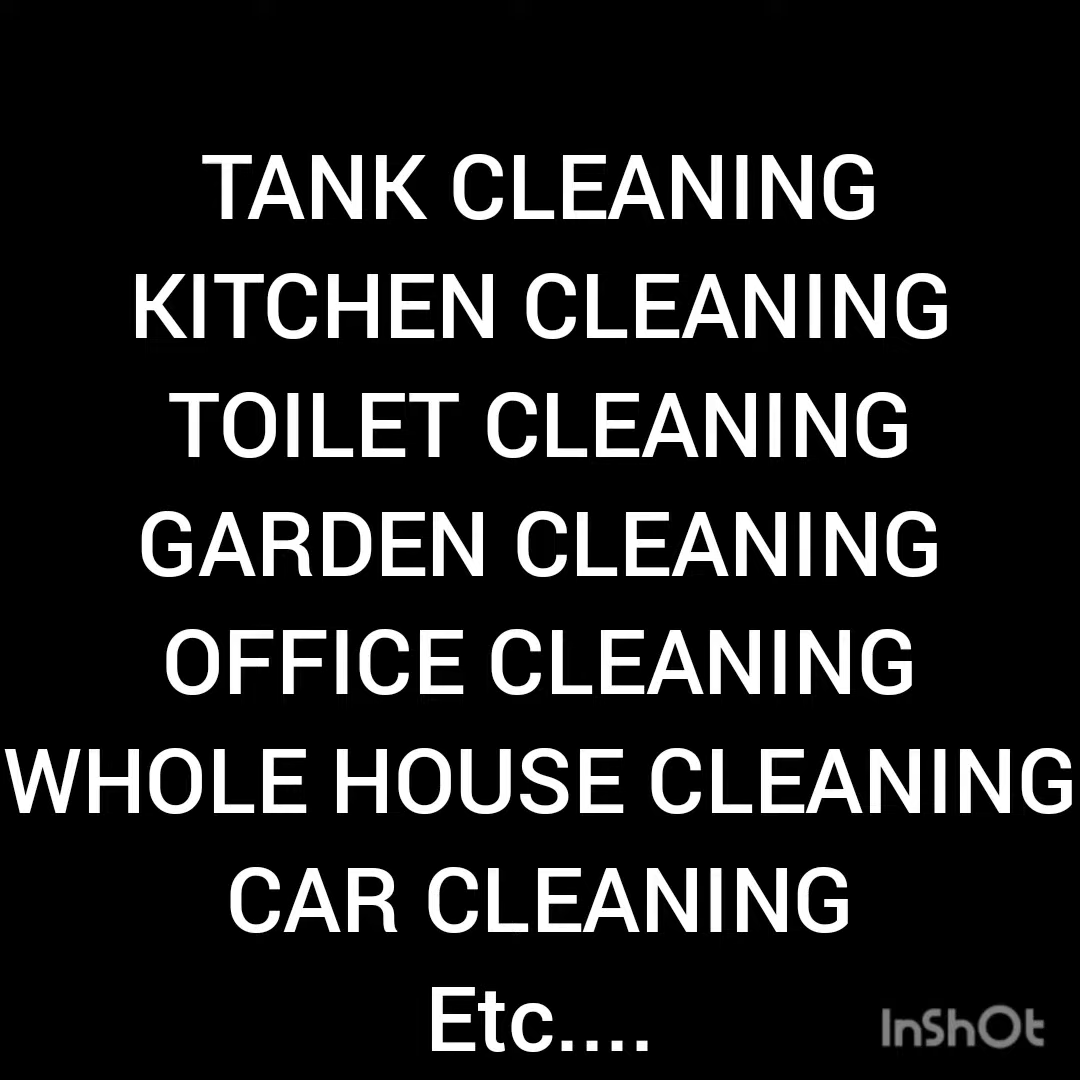 TANK CLEANING
KITCHEN CLEANING
TOILET CLEANING
GARDEN CLEANING
OFFICE CLEANING
WHOLE HOUSE CLEANING
CAR CLEANING
Etc....
InShOt